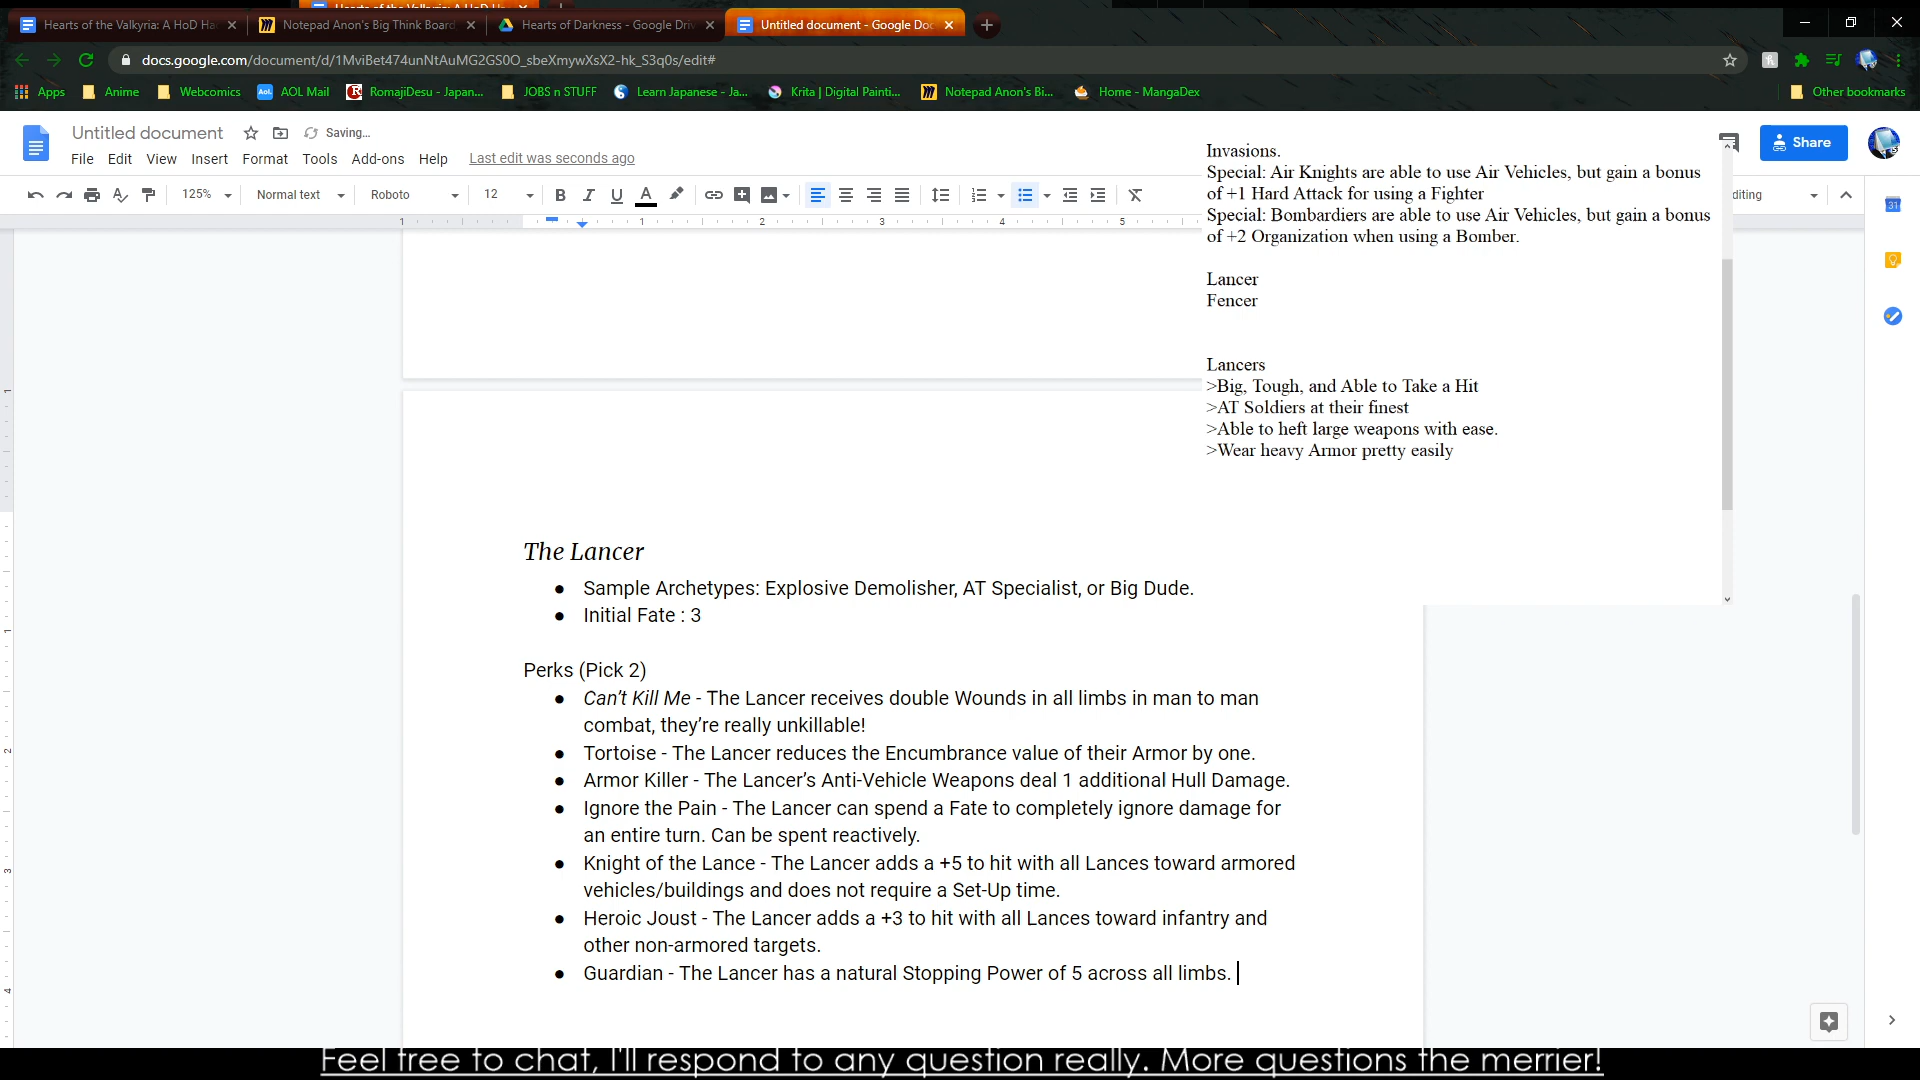 Hearts of the Valkyria: A HoD Ha
Notepad Anon's Big Think Board
Hearts of Darkness - Google Driv
Untitled document - Google Doc
docs.google.com/document/d/1MviBet474unNtAuMG2GS0O_sbeXmywXsX2-hk_S3q0s/edit#
Apps
Anime
Webcomics
AOL Mail
RomajiDesu - Japan...
JOBS n STUFF
Learn Japanese - Ja...
Krita | Digital Painti...
Notepad Anon's Bi...
Home - MangaDex
Other bookmarks
Untitled document
Saving...
File Edit View Insert Format Tools Add-ons Help
Last edit was seconds ago
Share
125%
Normal text
Roboto
12
diting
Invasions.
Special: Air Knights are able to use Air Vehicles, but gain a bonus
of +1 Hard Attack for using a Fighter
Special: Bombardiers are able to use Air Vehicles, but gain a bonus
of +2 Organization when using a Bomber.
Lancer
Fencer
Lancers
>Big, Tough, and Able to Take a Hit
>AT Soldiers at their finest
>Able to heft large weapons with ease.
>Wear heavy Armor pretty easily
The Lancer
● Sample Archetypes: Explosive Demolisher, AT Specialist, or Big Dude.
● Initial Fate : 3
Perks (Pick 2)
● Can't Kill Me - The Lancer receives double Wounds in all limbs in man to man
combat, they're really unkillable!
● Tortoise - The Lancer reduces the Encumbrance value of their Armor by one.
● Armor Killer - The Lancer's Anti-Vehicle Weapons deal 1 additional Hull Damage.
● Ignore the Pain - The Lancer can spend a Fate to completely ignore damage for
an entire turn. Can be spent reactively.
● Knight of the Lance - The Lancer adds a +5 to hit with all Lances toward armored
vehicles/buildings and does not require a Set-Up time.
● Heroic Joust - The Lancer adds a +3 to hit with all Lances toward infantry and
other non-armored targets.
● Guardian - The Lancer has a natural Stopping Power of 5 across all limbs.
Feel free to chat, I'll respond to any question really. More questions the merrier!